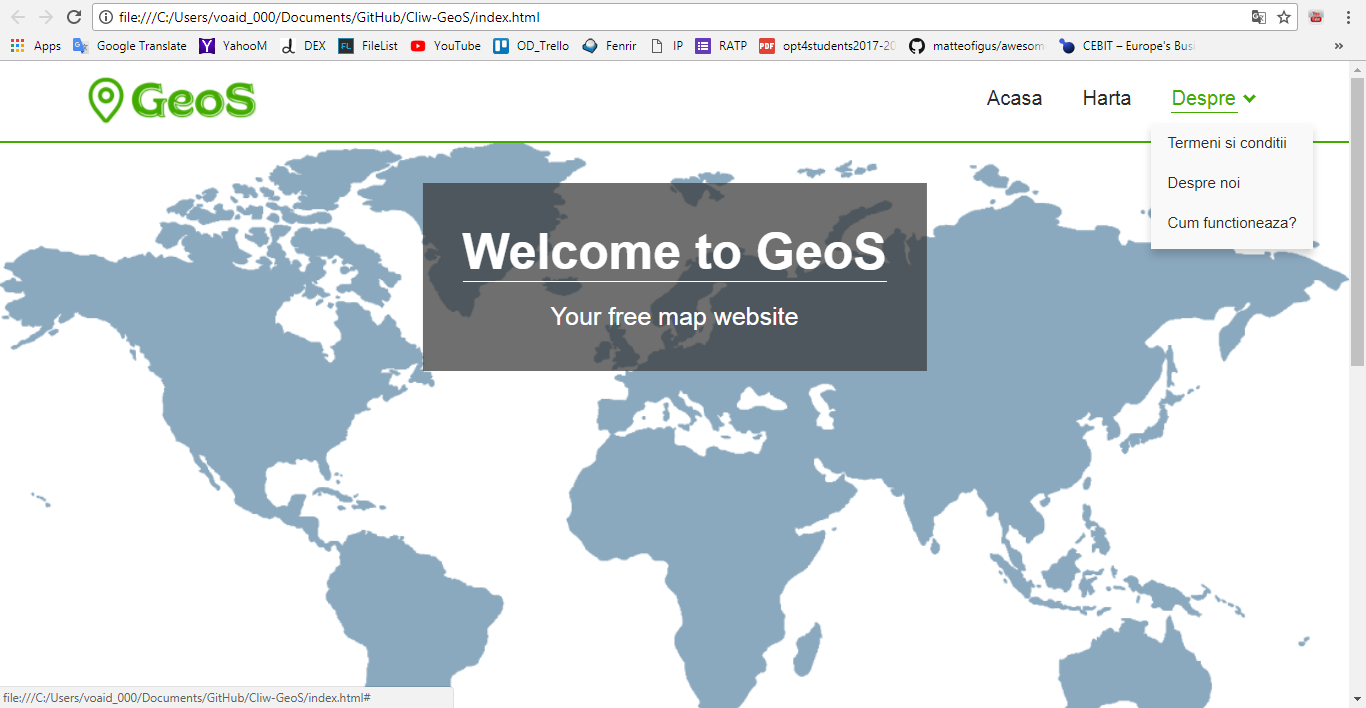 file:///C:/Users/voaid_000/Documents/GitHub/Cliw-GeoS/index.html
Apps Google Translate YahooM DEX FileList YouTube OD_Trello Fenrir IP RATP opt4students2017-20 matteofigus/awesom CEBIT – Europe's Busi »
GeoS Acasa Harta Despre
Termeni si conditii
Despre noi
Cum functioneaza?
Welcome to GeoS
Your free map website
file:///C:/Users/voaid_000/Documents/GitHub/Cliw-GeoS/index.html#